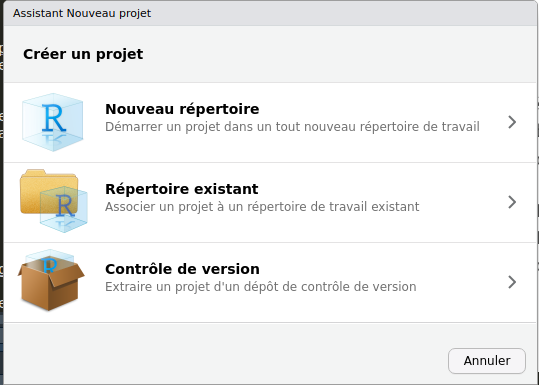 Assistant Nouveau projet
Créer un projet
Nouveau répertoire
Démarrer un projet dans un tout nouveau répertoire de travail
R
Répertoire existant
Associer un projet à un répertoire de travail existant
R
Contrôle de version
Extraire un projet d'un dépôt de contrôle de version
R
Annuler